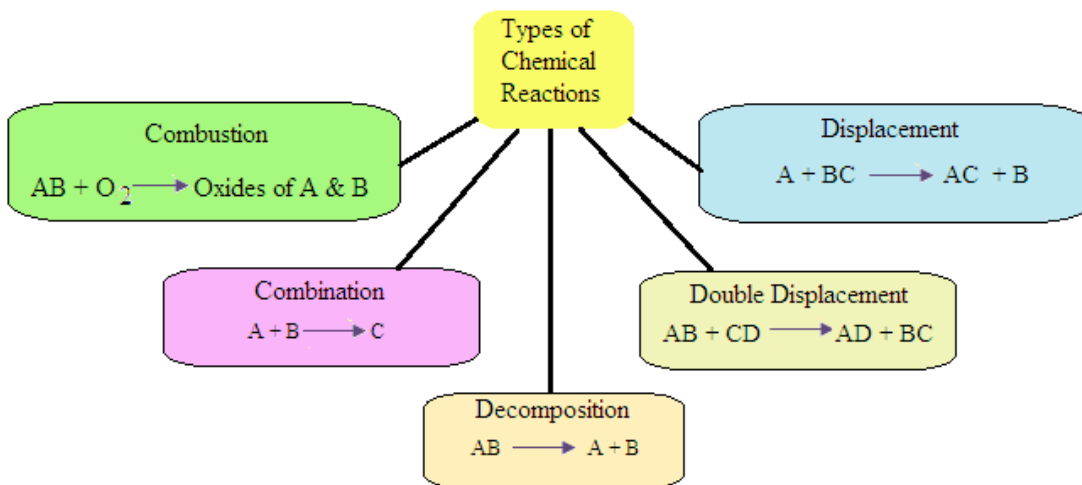 Types of
Chemical
Reactions
Combustion
AB + O2 → Oxides of A & B
Displacement
A + BC → AC + B
Combination
A + B → C
Double Displacement
AB + CD → AD + BC
Decomposition
AB → A + B